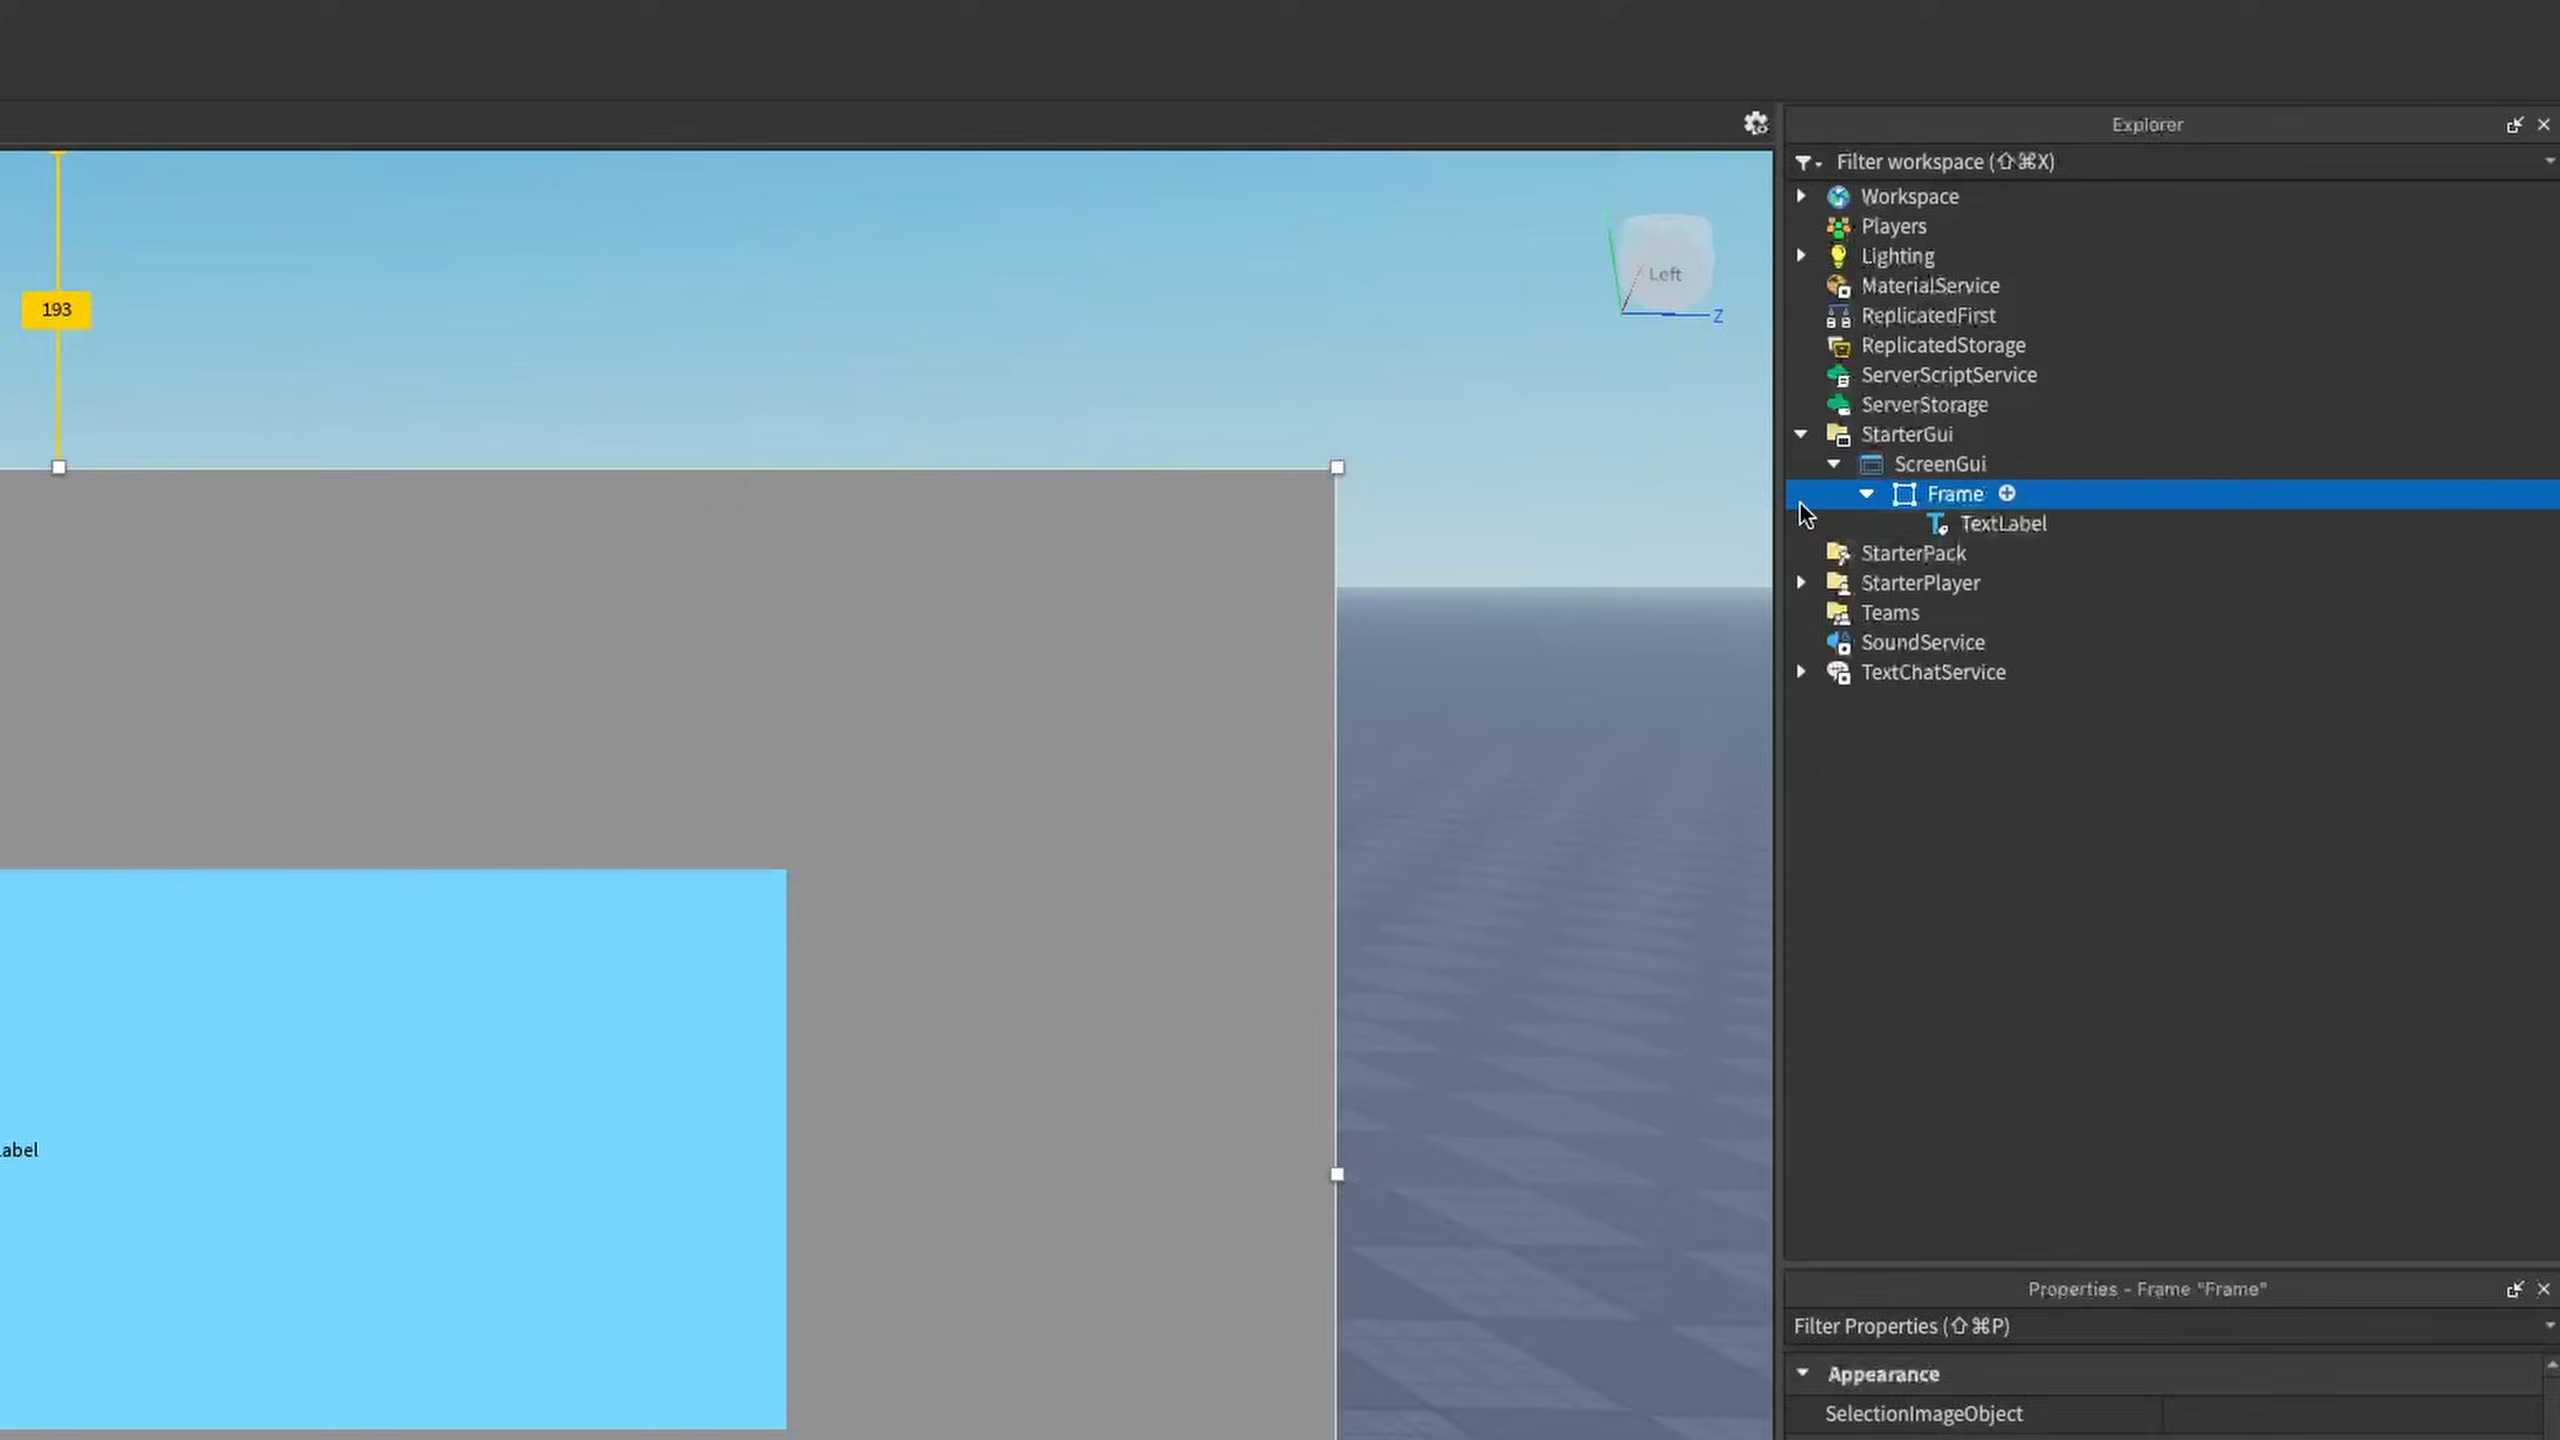 Explorer
Filter workspace (⇧⌘X)
Workspace
Players
Lighting
MaterialService
ReplicatedFirst
ReplicatedStorage
ServerScriptService
ServerStorage
StarterGui
ScreenGui
Frame
TextLabel
StarterPack
StarterPlayer
Teams
SoundService
TextChatService
193
Left
Z
Label
Properties - Frame "Frame"
Filter Properties (⇧⌘P)
Appearance
SelectionImageObject